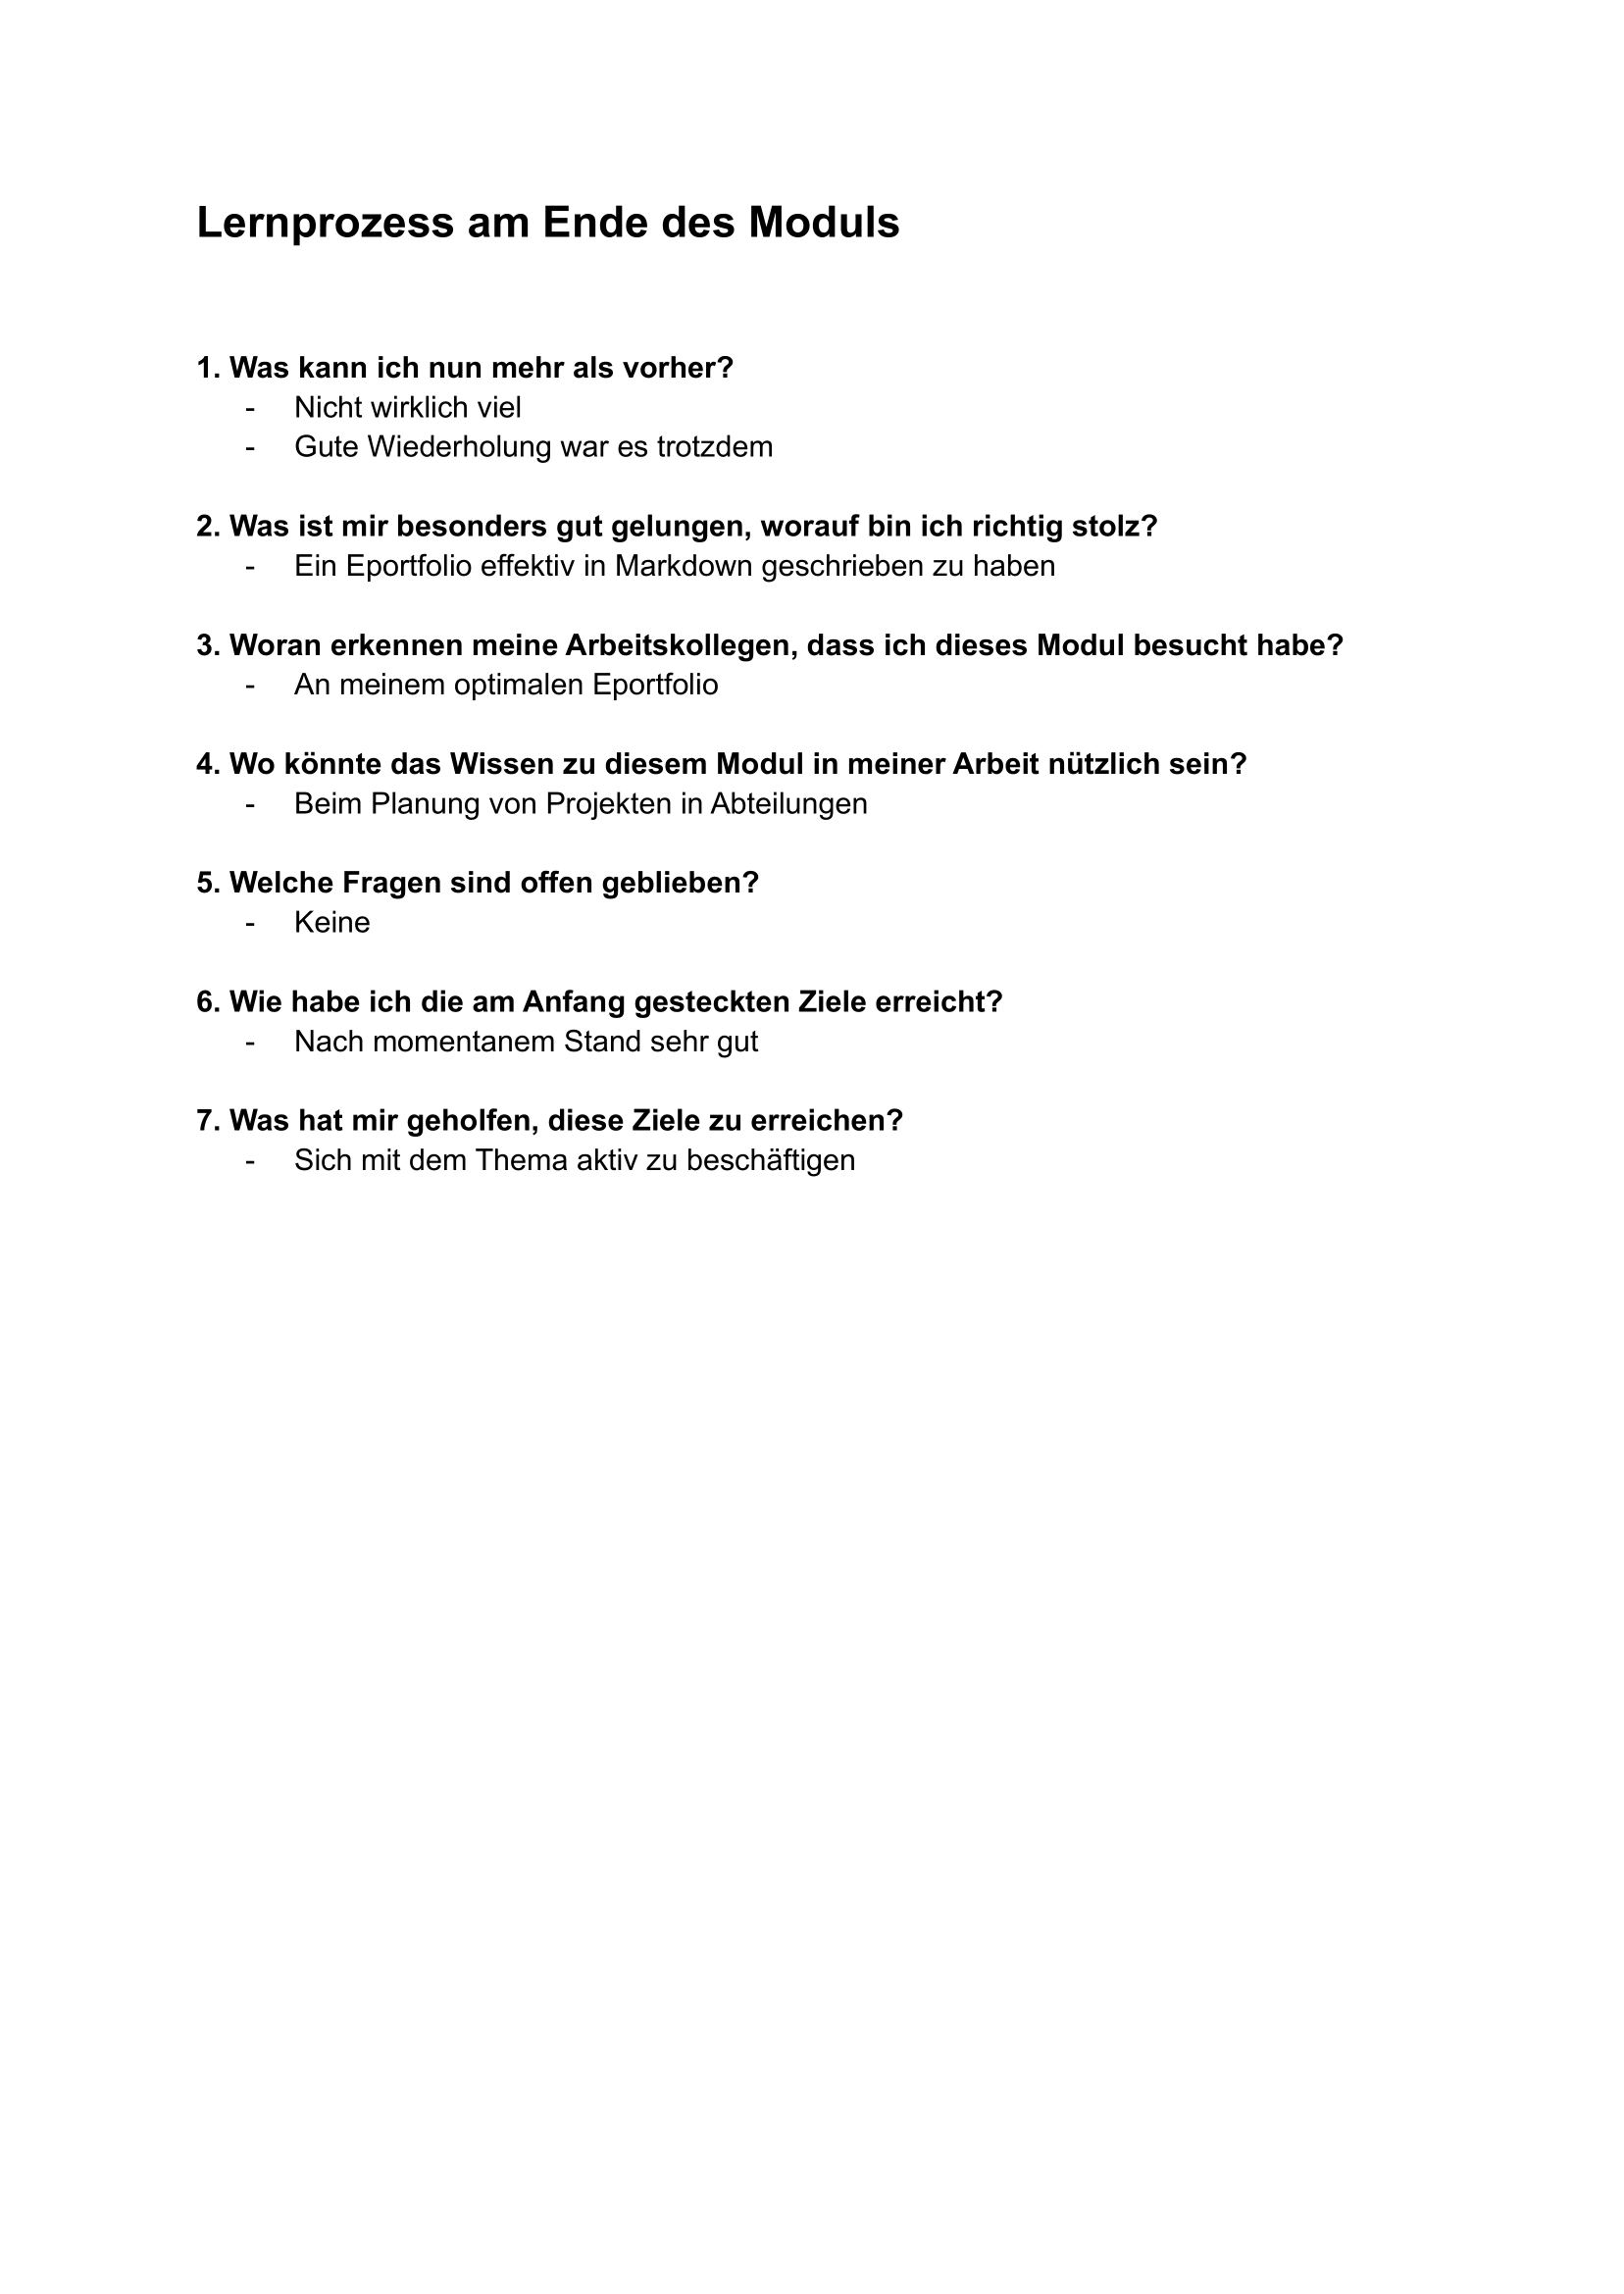 Lernprozess am Ende des Moduls
1. Was kann ich nun mehr als vorher?
- Nicht wirklich viel
- Gute Wiederholung war es trotzdem
2. Was ist mir besonders gut gelungen, worauf bin ich richtig stolz?
- Ein Eportfolio effektiv in Markdown geschrieben zu haben
3. Woran erkennen meine Arbeitskollegen, dass ich dieses Modul besucht habe?
- An meinem optimalen Eportfolio
4. Wo könnte das Wissen zu diesem Modul in meiner Arbeit nützlich sein?
- Beim Planung von Projekten in Abteilungen
5. Welche Fragen sind offen geblieben?
- Keine
6. Wie habe ich die am Anfang gesteckten Ziele erreicht?
- Nach momentanem Stand sehr gut
7. Was hat mir geholfen, diese Ziele zu erreichen?
- Sich mit dem Thema aktiv zu beschäftigen